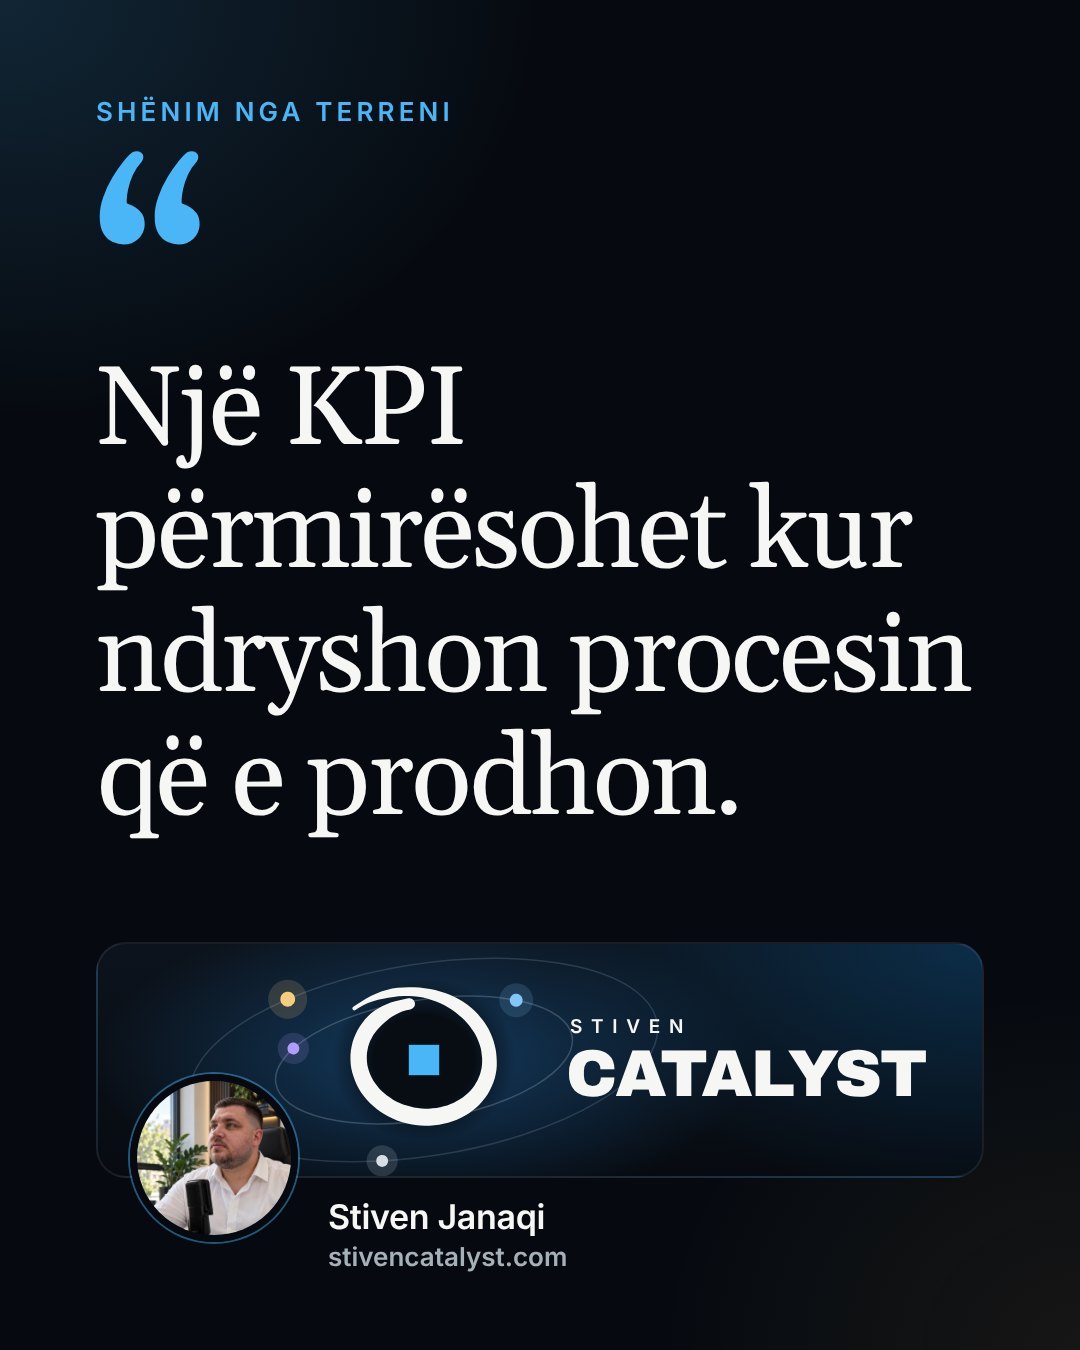 SHËNIM NGA TERRENI
“
Një KPI
përmirësohet kur
ndryshon procesin
që e prodhon.
STIVEN
CATALYST
Stiven Janaqi
stivencatalyst.com